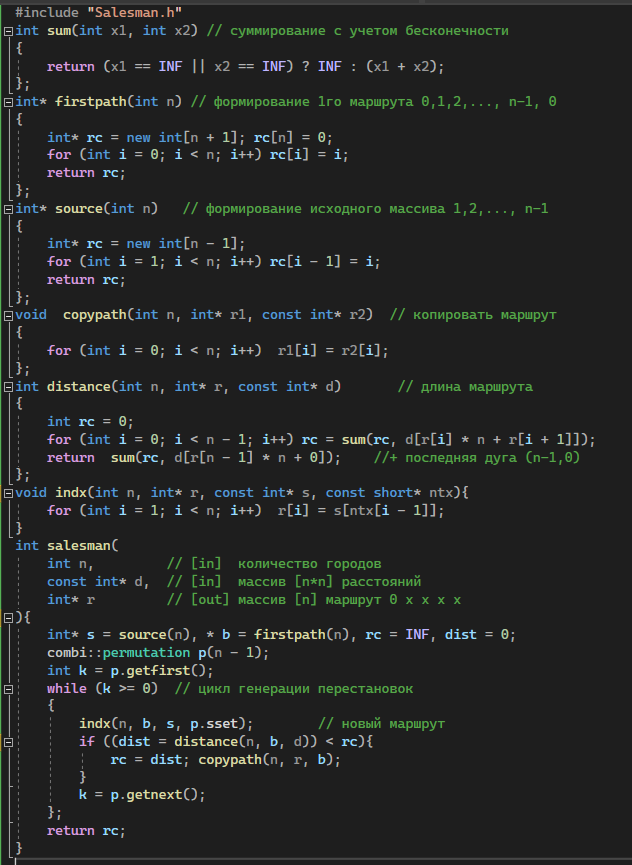 #include "Salesman.h"
int sum(int x1, int x2) // суммирование с учетом бесконечности
{
    return (x1 == INF || x2 == INF) ? INF : (x1 + x2);
};
int* firstpath(int n) // формирование 1го маршрута 0,1,2,..., n-1, 0
{
    int* rc = new int[n + 1]; rc[n] = 0;
    for (int i = 0; i < n; i++) rc[i] = i;
    return rc;
};
int* source(int n)   // формирование исходного массива 1,2,..., n-1
{
    int* rc = new int[n - 1];
    for (int i = 1; i < n; i++) rc[i - 1] = i;
    return rc;
};
void  copypath(int n, int* r1, const int* r2)  // копировать маршрут
{
    for (int i = 0; i < n; i++)  r1[i] = r2[i];
};
int distance(int n, int* r, const int* d)       // длина маршрута
{
    int rc = 0;
    for (int i = 0; i < n - 1; i++) rc = sum(rc, d[r[i] * n + r[i + 1]]);
    return  sum(rc, d[r[n - 1] * n + 0]);    //+ последняя дуга (n-1,0)
};
void indx(int n, int* r, const int* s, const short* ntx){
    for (int i = 1; i < n; i++)  r[i] = s[ntx[i - 1]];
}
int salesman(
    int n,         // [in]  количество городов
    const int* d,  // [in]  массив [n*n] расстояний
    int* r         // [out] массив [n] маршрут 0 x x x x
){
    int* s = source(n), * b = firstpath(n), rc = INF, dist = 0;
    combi::permutation p(n - 1);
    int k = p.getfirst();
    while (k >= 0)  // цикл генерации перестановок
    {
        indx(n, b, s, p.sset);        // новый маршрут
        if ((dist = distance(n, b, d)) < rc){
            rc = dist; copypath(n, r, b);
        }
        k = p.getnext();
    };
    return rc;
}